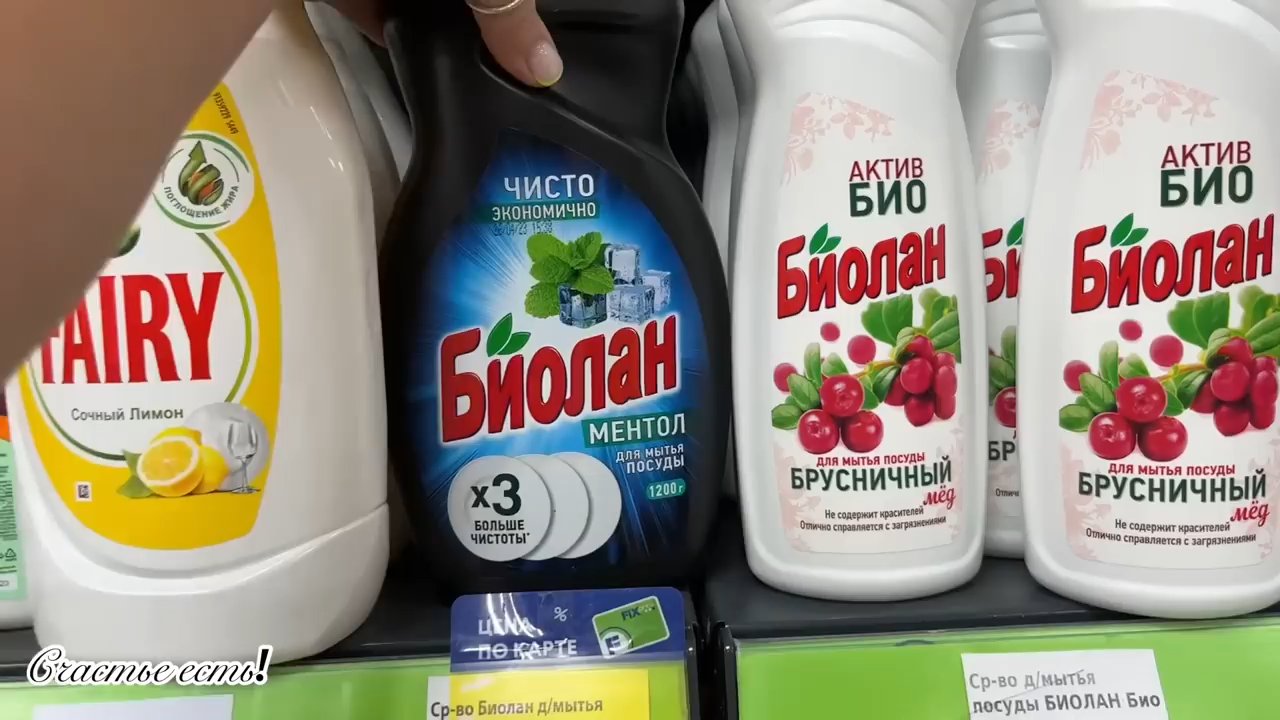 ПОГЛОЩЕНИЕ ЖИРА
FAIRY
Сочный Лимон
ЧИСТО
ЭКОНОМИЧНО
Биолан
МЕНТОЛ
ДЛЯ МЫТЬЯ
ПОСУДЫ
1200 г
х3
БОЛЬШЕ
ЧИСТОТЫ*
АКТИВ
БИО
Биолан
ДЛЯ МЫТЬЯ ПОСУДЫ
БРУСНИЧНЫЙ
мёд
Не содержит красителей
Отлично справляется с загрязнениями
АКТИВ
БИО
Биолан
ДЛЯ МЫТЬЯ ПОСУДЫ
БРУСНИЧНЫЙ
мёд
Не содержит красителей
Отлично справляется с загрязнениями
ЦЕНА %
ПО КАРТЕ
FIX
Ср-во Биолан д/мытья
Ср-во д/мытья
посуды БИОЛАН Био
Счастье есть!